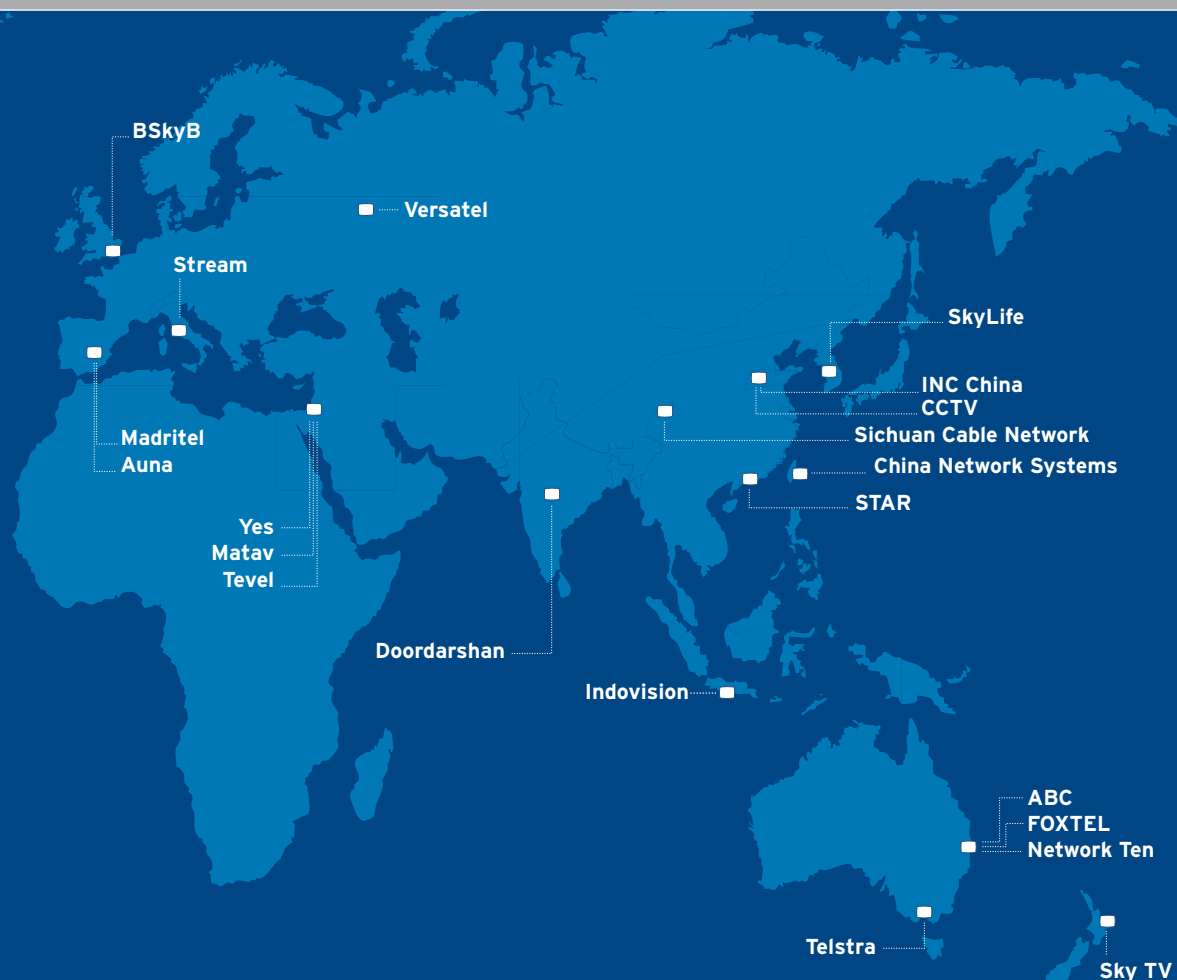 BSkyB
Versatel
Stream
SkyLife
INC China
CCTV
Sichuan Cable Network
Madritel
Auna
China Network Systems
STAR
Yes
Matav
Tevel
Doordarshan
Indovision
ABC
FOXTEL
Network Ten
Telstra
Sky TV